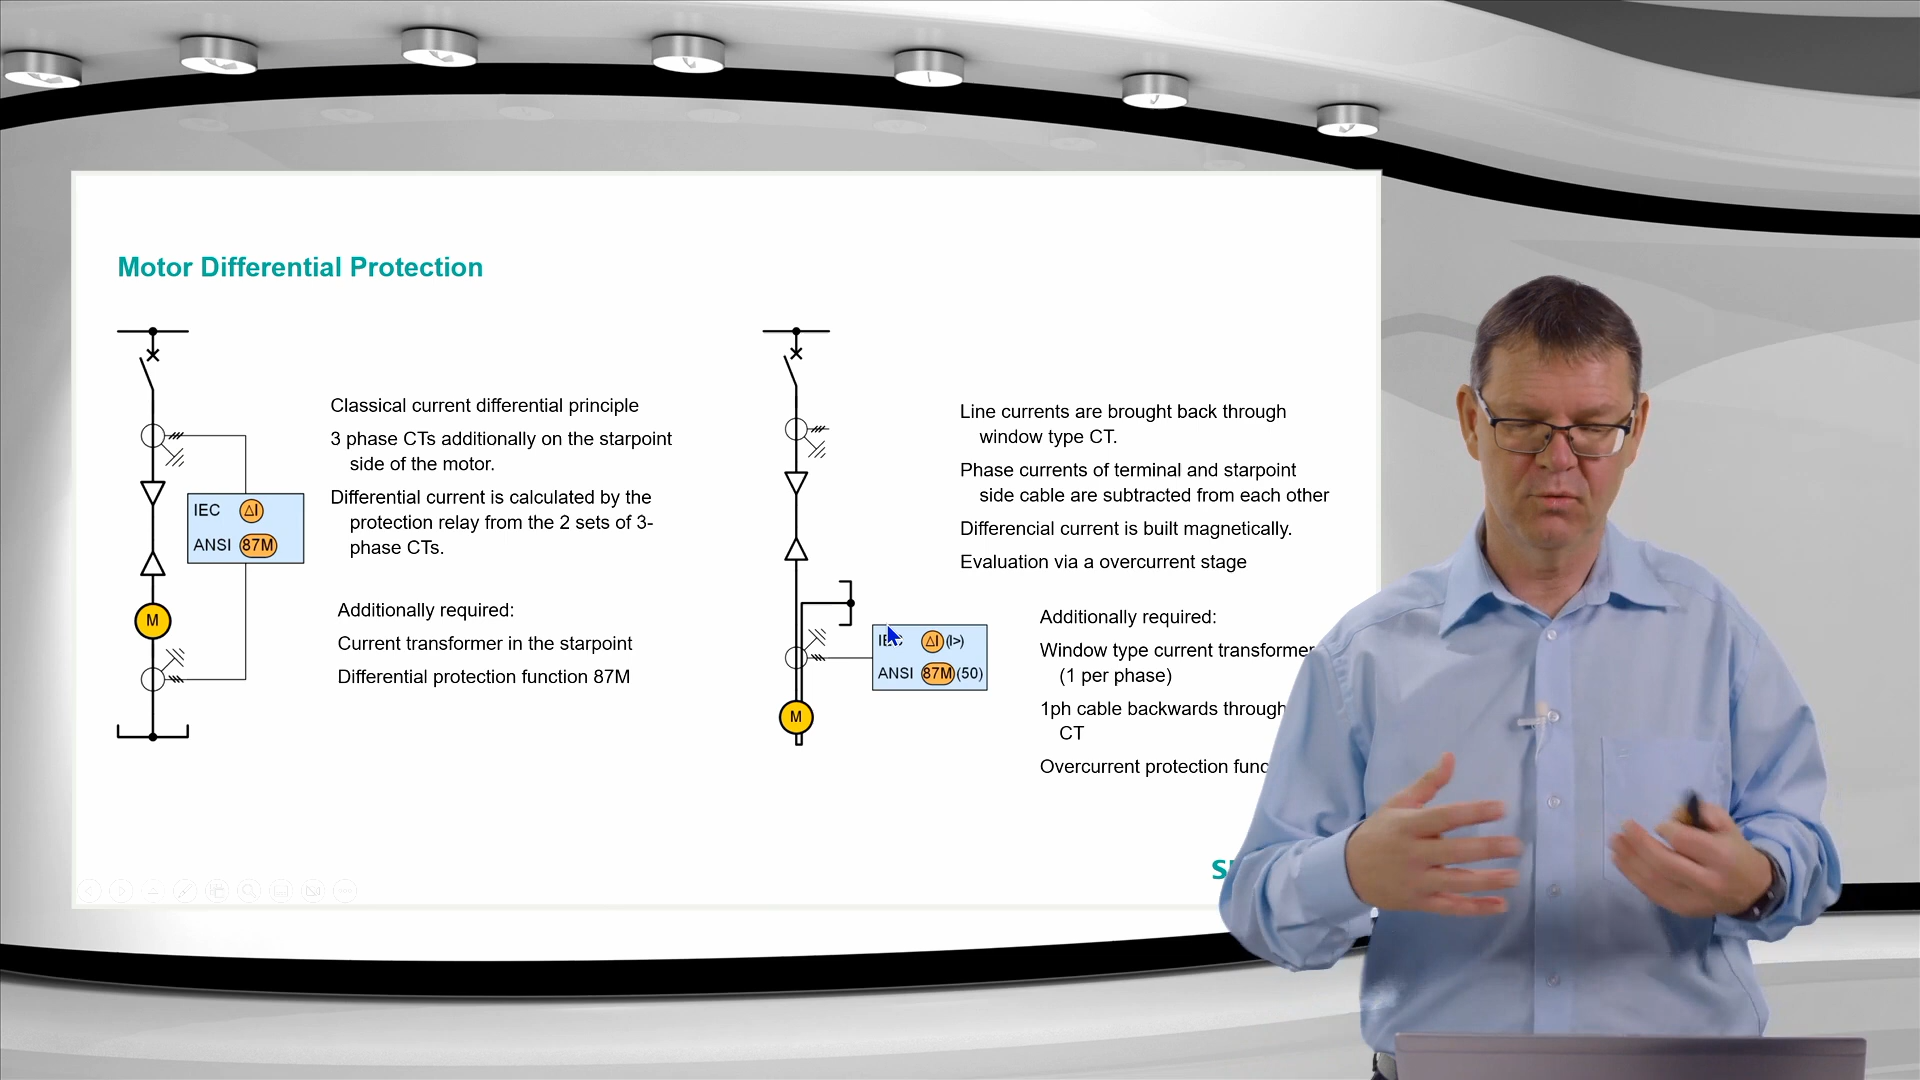 Motor Differential Protection
IEC ΔI
ANSI 87M
M
Classical current differential principle
3 phase CTs additionally on the starpoint
side of the motor.
Differential current is calculated by the
protection relay from the 2 sets of 3-
phase CTs.
Additionally required:
Current transformer in the starpoint
Differential protection function 87M
ΔI (I>)
ANSI 87M (50)
M
Line currents are brought back through
window type CT.
Phase currents of terminal and starpoint
side cable are subtracted from each other
Differencial current is built magnetically.
Evaluation via a overcurrent stage
Additionally required:
Window type current transformer
(1 per phase)
1ph cable backwards through
CT
Overcurrent protection